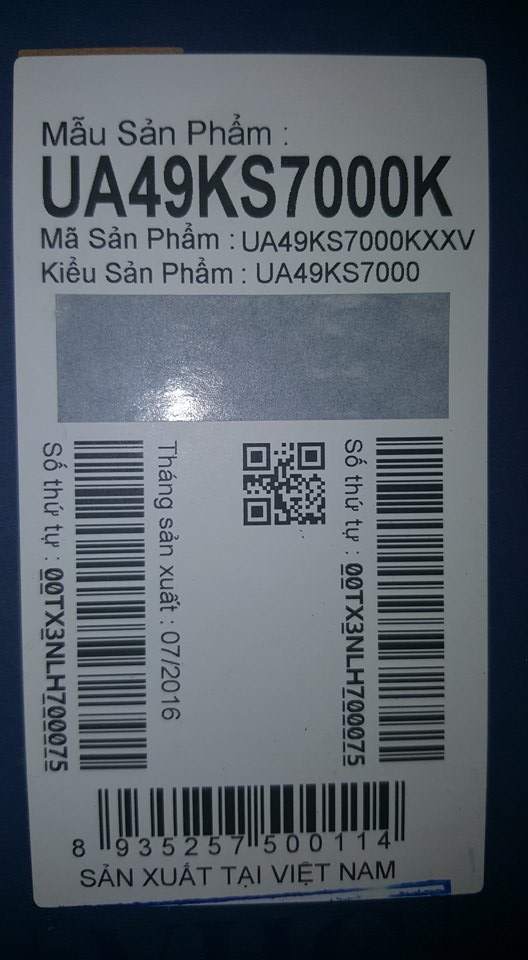 Mẫu Sản Phẩm :
UA49KS7000K
Mã Sản Phẩm : UA49KS7000KXXV
Kiểu Sản Phẩm : UA49KS7000
Số thứ tự : 00TX3NLH700075
Tháng sản xuất : 07/2016
Số thứ tự : 00TX3NLH700075
8 935257 500114
SẢN XUẤT TẠI VIỆT NAM